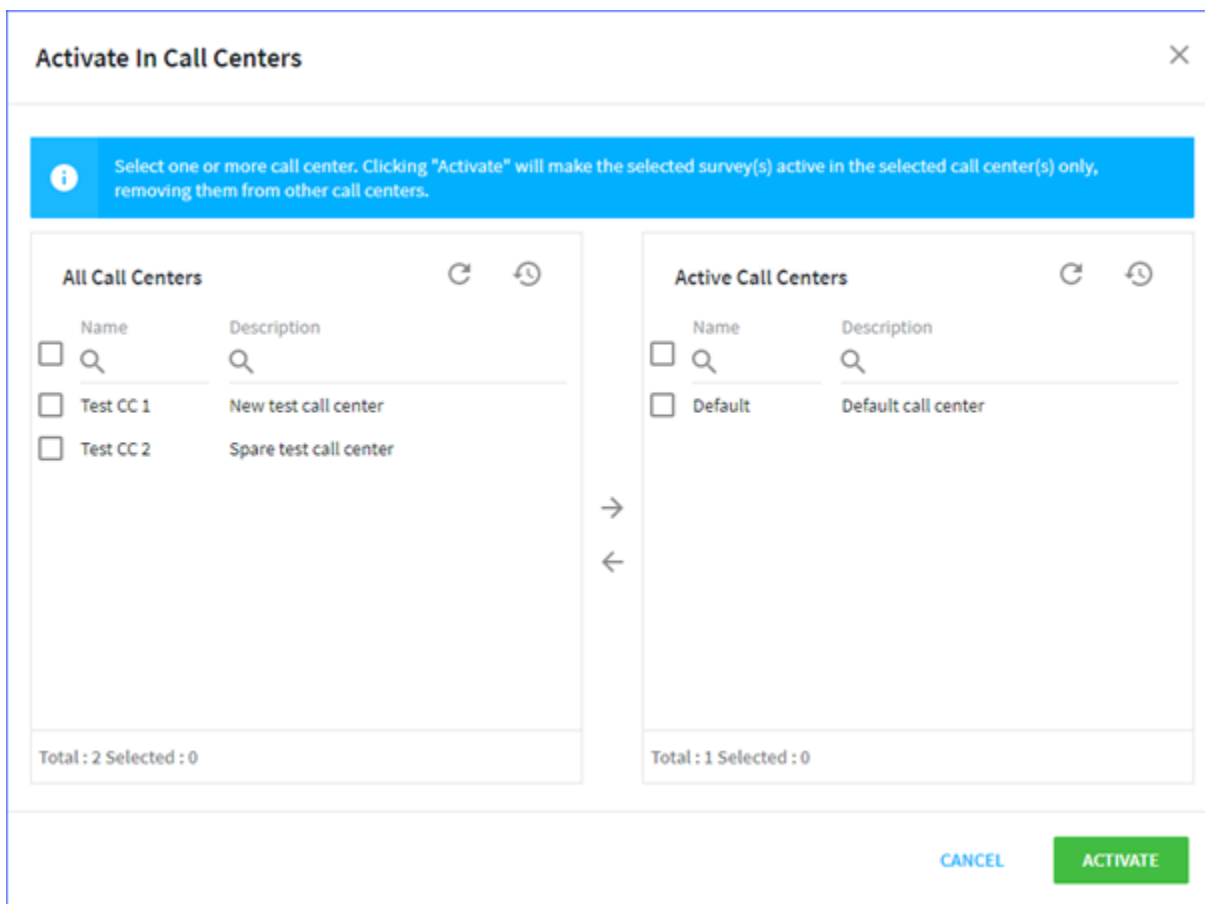 Activate In Call Centers
Select one or more call center. Clicking "Activate" will make the selected survey(s) active in the selected call center(s) only,
removing them from other call centers.
All Call Centers
Name Description
Test CC 1 New test call center
Test CC 2 Spare test call center
Total : 2 Selected : 0
Active Call Centers
Name Description
Default Default call center
Total : 1 Selected : 0
CANCEL ACTIVATE